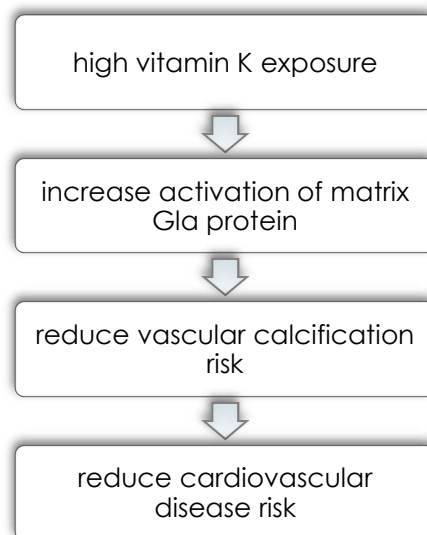 high vitamin K exposure
increase activation of matrix
Gla protein
reduce vascular calcification
risk
reduce cardiovascular
disease risk